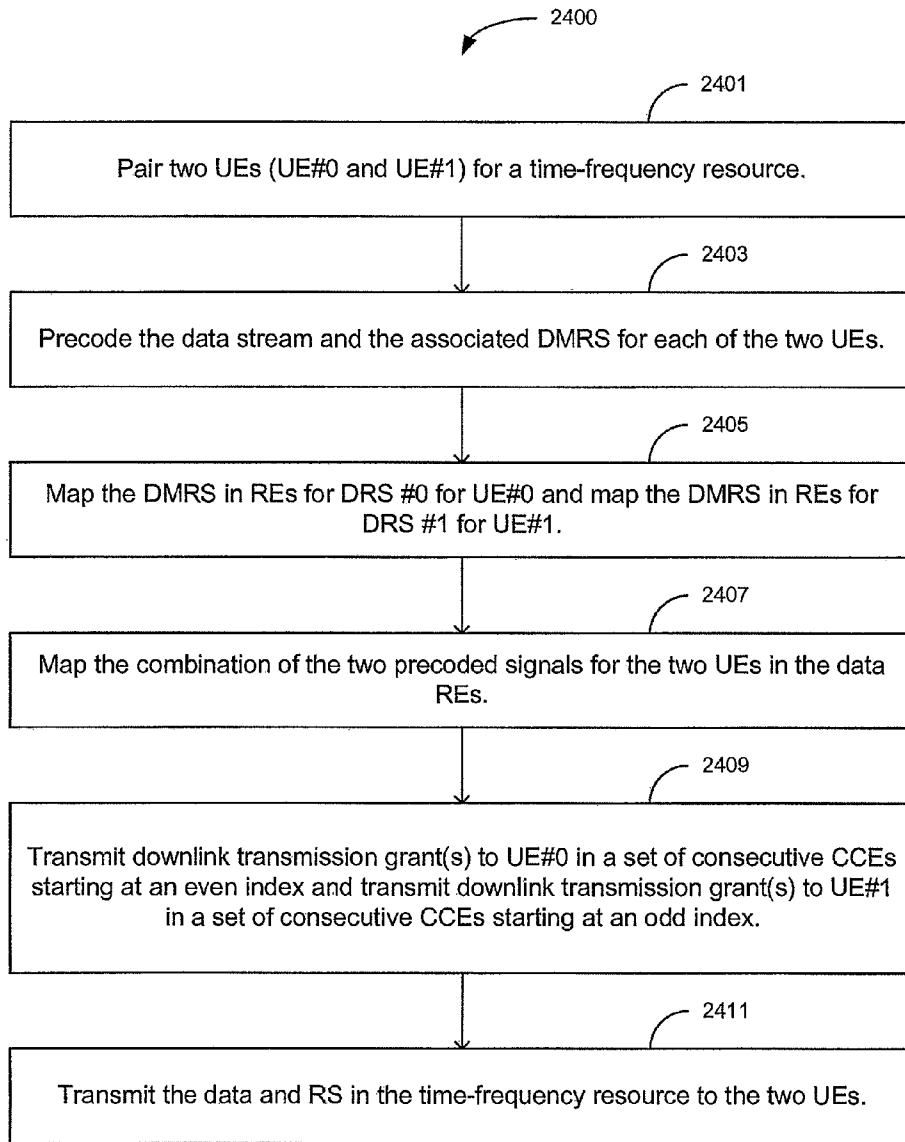 2400
2401
Pair two UEs (UE#0 and UE#1) for a time-frequency resource.
2403
Precode the data stream and the associated DMRS for each of the two UEs.
2405
Map the DMRS in REs for DRS #0 for UE#0 and map the DMRS in REs for
DRS #1 for UE#1.
2407
Map the combination of the two precoded signals for the two UEs in the data
REs.
2409
Transmit downlink transmission grant(s) to UE#0 in a set of consecutive CCEs
starting at an even index and transmit downlink transmission grant(s) to UE#1
in a set of consecutive CCEs starting at an odd index.
2411
Transmit the data and RS in the time-frequency resource to the two UEs.